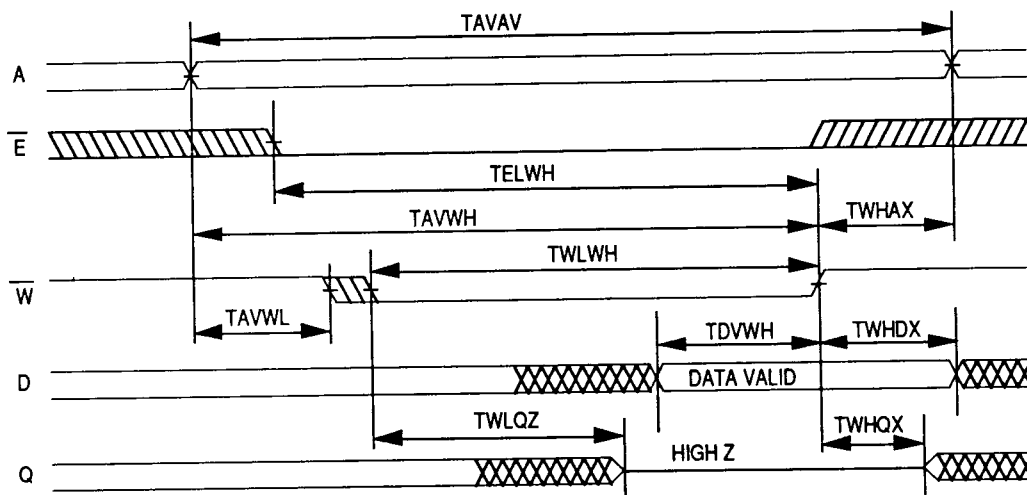 TAVAV
A
E
TELWH
TAVWH
TWHAX
TWLWH
W
TAVWL
TDVWH
TWHDX
D
DATA VALID
TWLQZ
TWHQX
HIGH Z
Q